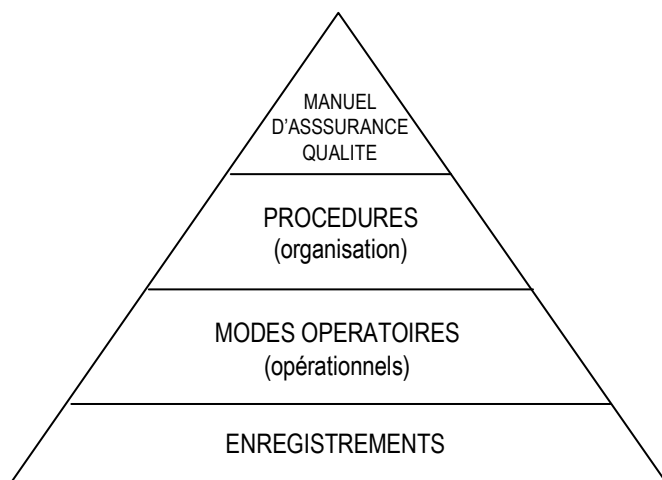 MANUEL
D’ASSSURANCE
QUALITE
PROCEDURES
(organisation)
MODES OPERATOIRES
(opérationnels)
ENREGISTREMENTS